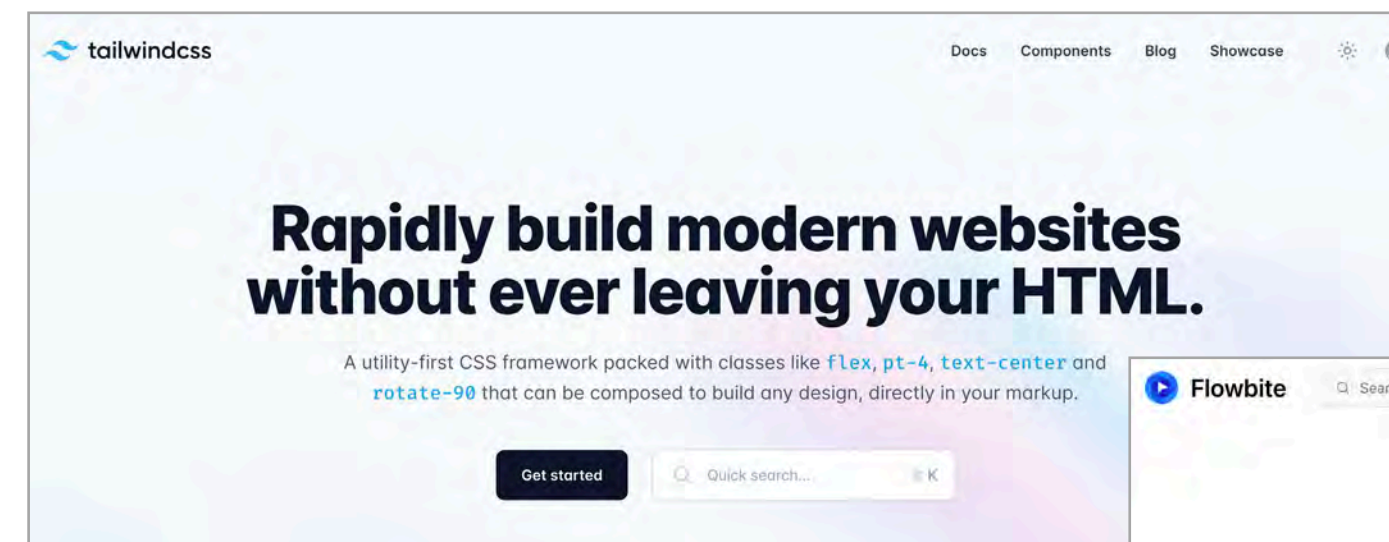 tailwindcss
Docs Components Blog Showcase
Rapidly build modern websites
without ever leaving your HTML.
A utility-first CSS framework packed with classes like flex, pt-4, text-center and
rotate-90 that can be composed to build any design, directly in your markup.
Get started
Quick search...
K
Flowbite
Sear